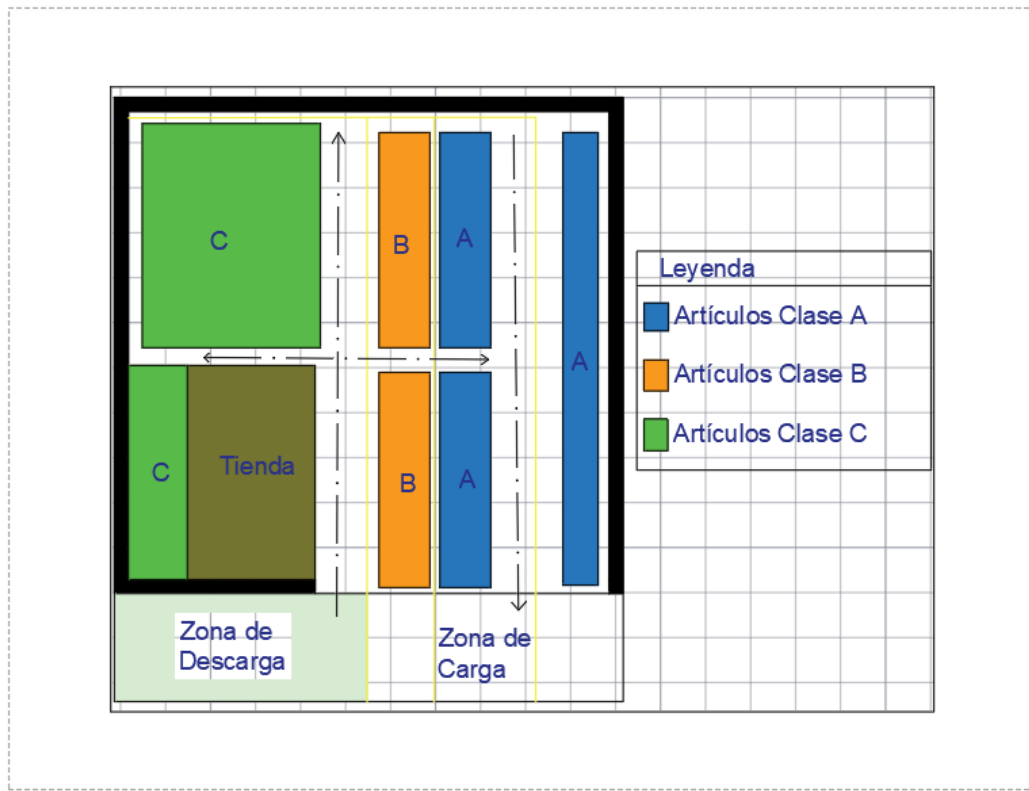 C
B
A
A
C
Tienda
B
A
Zona de
Descarga
Zona de
Carga
Leyenda
Artículos Clase A
Artículos Clase B
Artículos Clase C